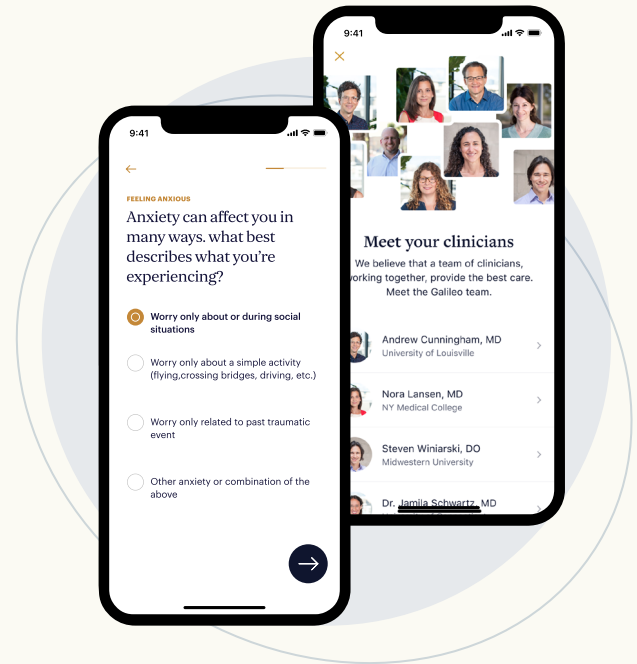 9:41
FEELING ANXIOUS
Anxiety can affect you in
many ways. what best
describes what you're
experiencing?
Worry only about or during social
situations
Worry only about a simple activity
(flying,crossing bridges, driving, etc.)
Worry only related to past traumatic
event
Other anxiety or combination of the
above
9:41
Meet your clinicians
We believe that a team of clinicians,
working together, provide the best care.
Meet the Galileo team.
Andrew Cunningham, MD
University of Louisville
Nora Lansen, MD
NY Medical College
Steven Winiarski, DO
Midwestern University
Dr. Jamila Schwartz, MD